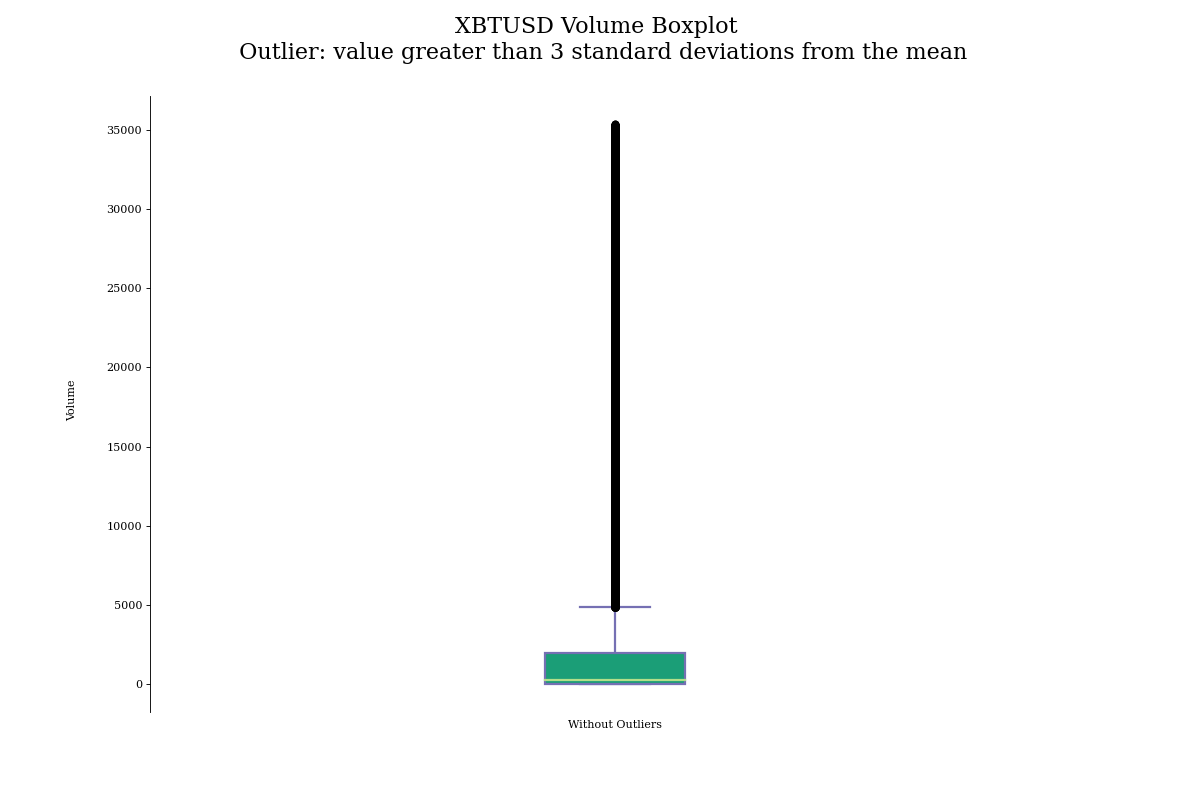 XBTUSD Volume Boxplot
Outlier: value greater than 3 standard deviations from the mean
35000
30000
25000
20000
15000
10000
5000
0
Volume
Without Outliers